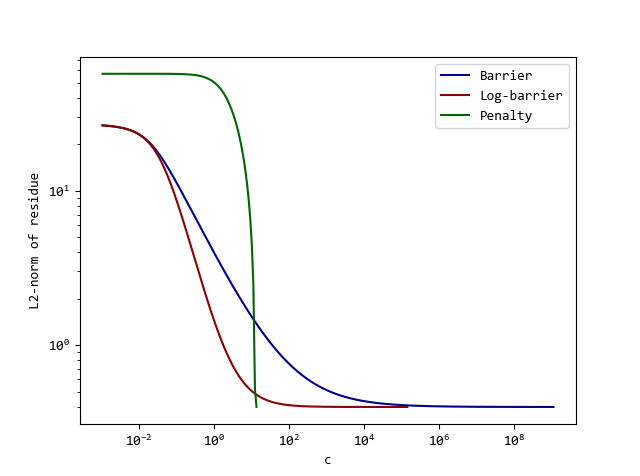 Barrier
Log-barrier
Penalty
L2-norm of residue
10¹
10⁰
10⁻² 10⁰ 10² 10⁴ 10⁶ 10⁸
c